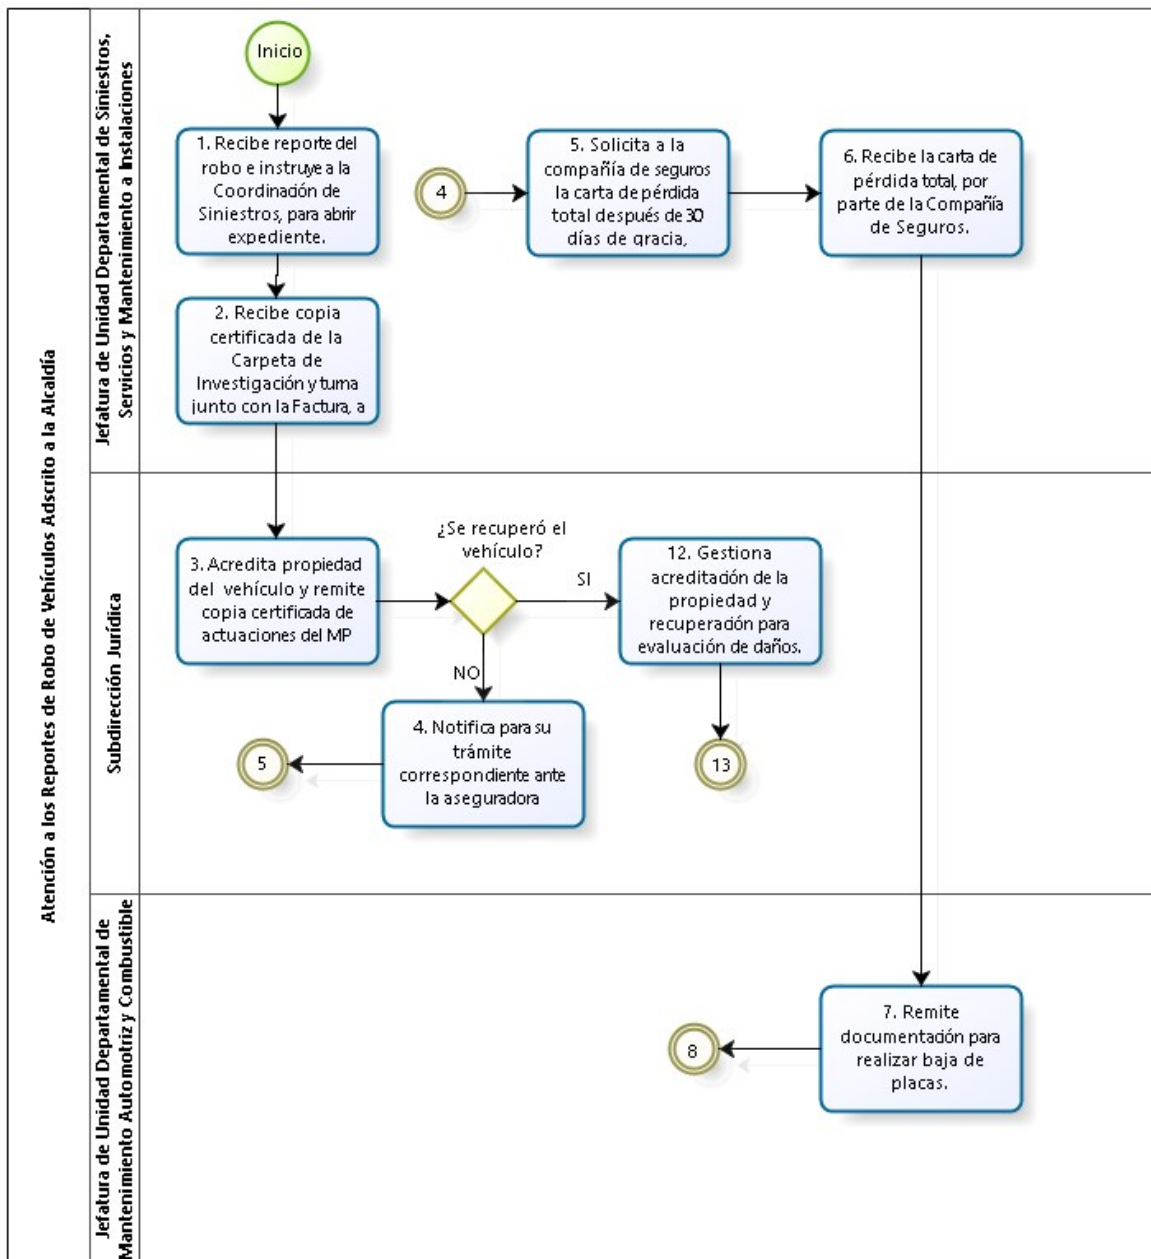 Atención a los Reportes de Robo de Vehículos Adscrito a la Alcaldía
Jefatura de Unidad Departamental de Siniestros,
Servicios y Mantenimiento a Instalaciones
Inicio
1. Recibe reporte del
robo e instruye a la
Coordinación de
Siniestros, para abrir
expediente.
2. Recibe copia
certificada de la
Carpeta de
Investigación y turna
junto con la Factura, a
4
5. Solicita a la
compañía de seguros
la carta de pérdida
total después de 30
días de gracia,
6. Recibe la carta de
pérdida total, por
parte de la Compañía
de Seguros.
Subdirección Jurídica
3. Acredita propiedad
del vehículo y remite
copia certificada de
actuaciones del MP
¿Se recuperó el
vehículo?
SI
NO
12. Gestiona
acreditación de la
propiedad y
recuperación para
evaluación de daños.
4. Notifica para su
trámite
correspondiente ante
la aseguradora
5
13
Jefatura de Unidad Departamental de
Mantenimiento Automotriz y Combustible
7. Remite
documentación para
realizar baja de
placas.
8